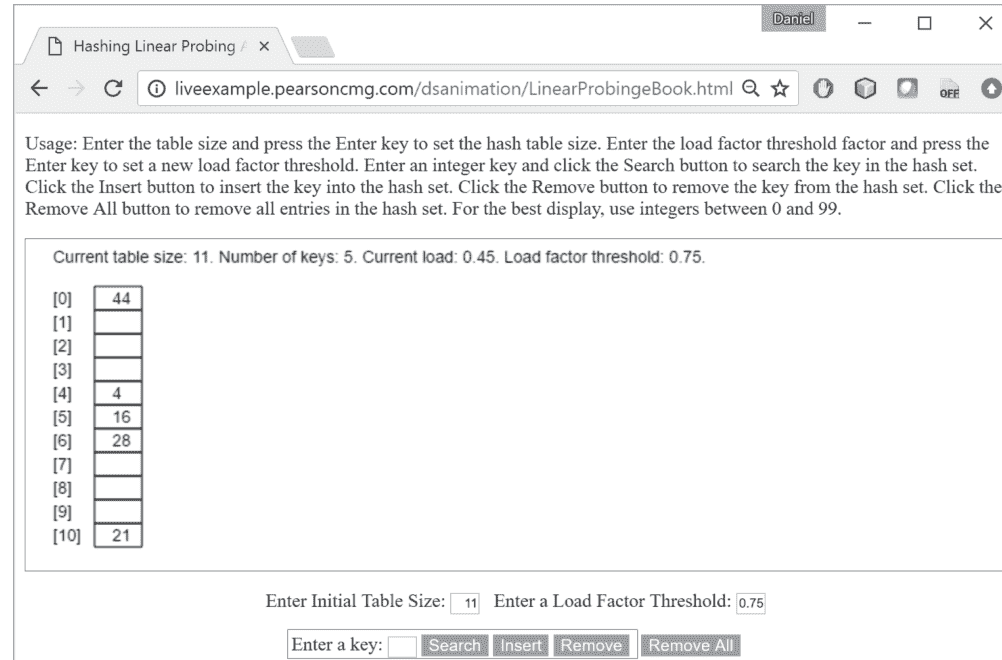 Daniel
Hashing Linear Probing
liveexample.pearsoncmg.com/dsanimation/LinearProbingeBook.html
OFF
Usage: Enter the table size and press the Enter key to set the hash table size. Enter the load factor threshold factor and press the
Enter key to set a new load factor threshold. Enter an integer key and click the Search button to search the key in the hash set.
Click the Insert button to insert the key into the hash set. Click the Remove button to remove the key from the hash set. Click the
Remove All button to remove all entries in the hash set. For the best display, use integers between 0 and 99.
Current table size: 11. Number of keys: 5. Current load: 0.45. Load factor threshold: 0.75.
[0] 44
[1]
[2]
[3]
[4] 4
[5] 16
[6] 28
[7]
[8]
[9]
[10] 21
Enter Initial Table Size: 11 Enter a Load Factor Threshold: 0.75
Enter a key: Search Insert Remove Remove All